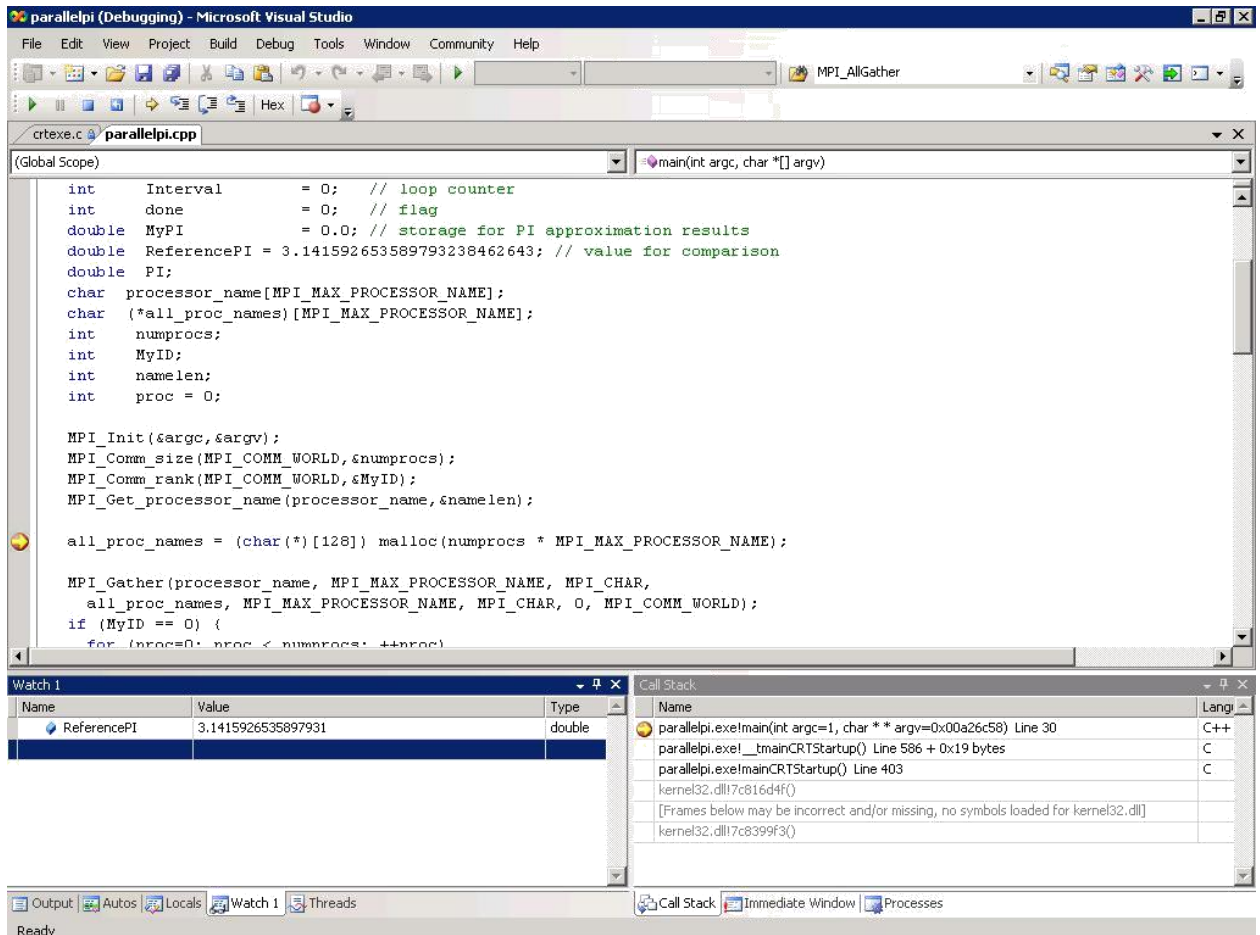 parallelpi (Debugging) - Microsoft Visual Studio
File Edit View Project Build Debug Tools Window Community Help
MPI_AllGather
Hex
crtexe.c parallelpi.cpp
(Global Scope) main(int argc, char *[] argv)
int Interval = 0; // loop counter
int done = 0; // flag
double MyPI = 0.0; // storage for PI approximation results
double ReferencePI = 3.141592653589793238462643; // value for comparison
double PI;
char processor_name[MPI_MAX_PROCESSOR_NAME];
char (*all_proc_names)[MPI_MAX_PROCESSOR_NAME];
int numprocs;
int MyID;
int namelen;
int proc = 0;
MPI_Init(&argc,&argv);
MPI_Comm_size(MPI_COMM_WORLD,&numprocs);
MPI_Comm_rank(MPI_COMM_WORLD,&MyID);
MPI_Get_processor_name(processor_name,&namelen);
all_proc_names = (char(*)[128]) malloc(numprocs * MPI_MAX_PROCESSOR_NAME);
MPI_Gather(processor_name, MPI_MAX_PROCESSOR_NAME, MPI_CHAR,
all_proc_names, MPI_MAX_PROCESSOR_NAME, MPI_CHAR, 0, MPI_COMM_WORLD);
if (MyID == 0) {
for (proc=0; proc < numprocs; ++proc)
Watch 1
Name Value Type
ReferencePI 3.1415926535897931 double
Call Stack
Name Langu
parallelpi.exe!main(int argc=1, char * * argv=0x00a26c58) Line 30 C++
parallelpi.exe!__tmainCRTStartup() Line 586 + 0x19 bytes C
parallelpi.exe!mainCRTStartup() Line 403 C
kernel32.dll!7c816d4f()
[Frames below may be incorrect and/or missing, no symbols loaded for kernel32.dll]
kernel32.dll!7c8399f3()
Output Autos Locals Watch 1 Threads
Call Stack Immediate Window Processes
Ready